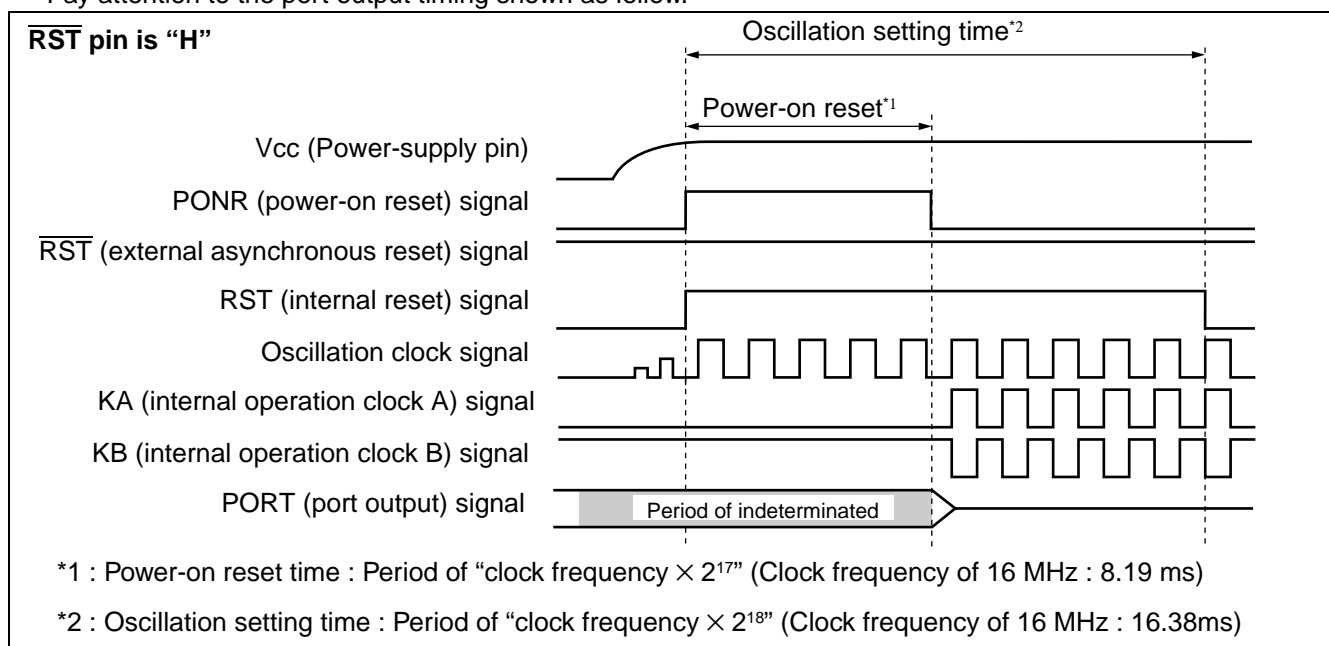 Pay attention to the port output timing shown as follow.
RST pin is “H”
Oscillation setting time*2
Power-on reset*1
Vcc (Power-supply pin)
PONR (power-on reset) signal
RST (external asynchronous reset) signal
RST (internal reset) signal
Oscillation clock signal
KA (internal operation clock A) signal
KB (internal operation clock B) signal
PORT (port output) signal
Period of indeterminated
*1 : Power-on reset time : Period of “clock frequency × 2¹⁷” (Clock frequency of 16 MHz : 8.19 ms)
*2 : Oscillation setting time : Period of “clock frequency × 2¹⁸” (Clock frequency of 16 MHz : 16.38ms)